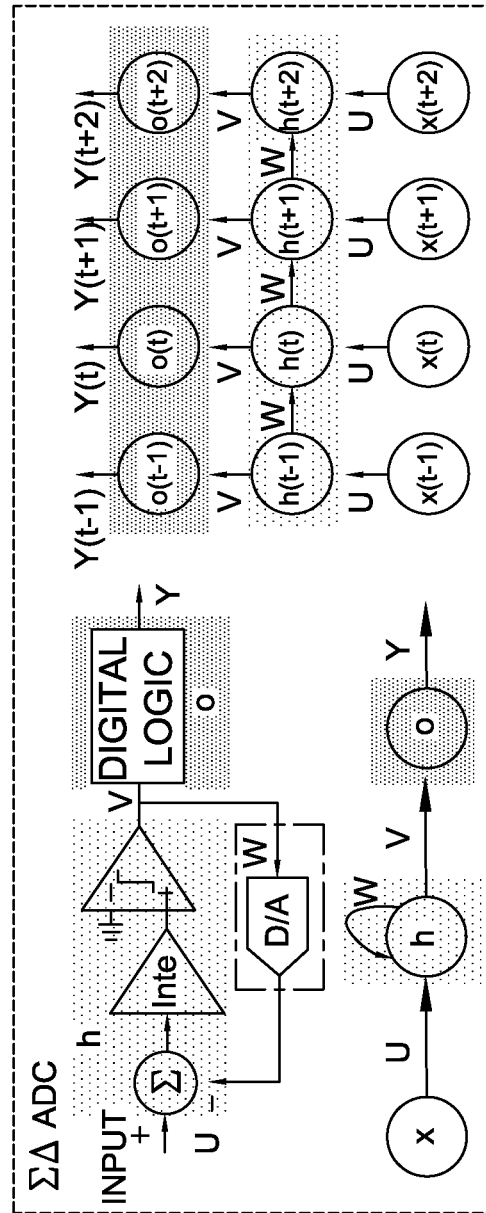 ΣΔ ADC
INPUT
+
U
-
Σ
h
Inte
+
-
V
DIGITAL
LOGIC
o
Y
W
D/A
x
U
h
W
V
o
Y
Y(t-1) Y(t) Y(t+1) Y(t+2)
o(t-1) o(t) o(t+1) o(t+2)
V V V V
h(t-1) W h(t) W h(t+1) W h(t+2)
U U U U
x(t-1) x(t) x(t+1) x(t+2)